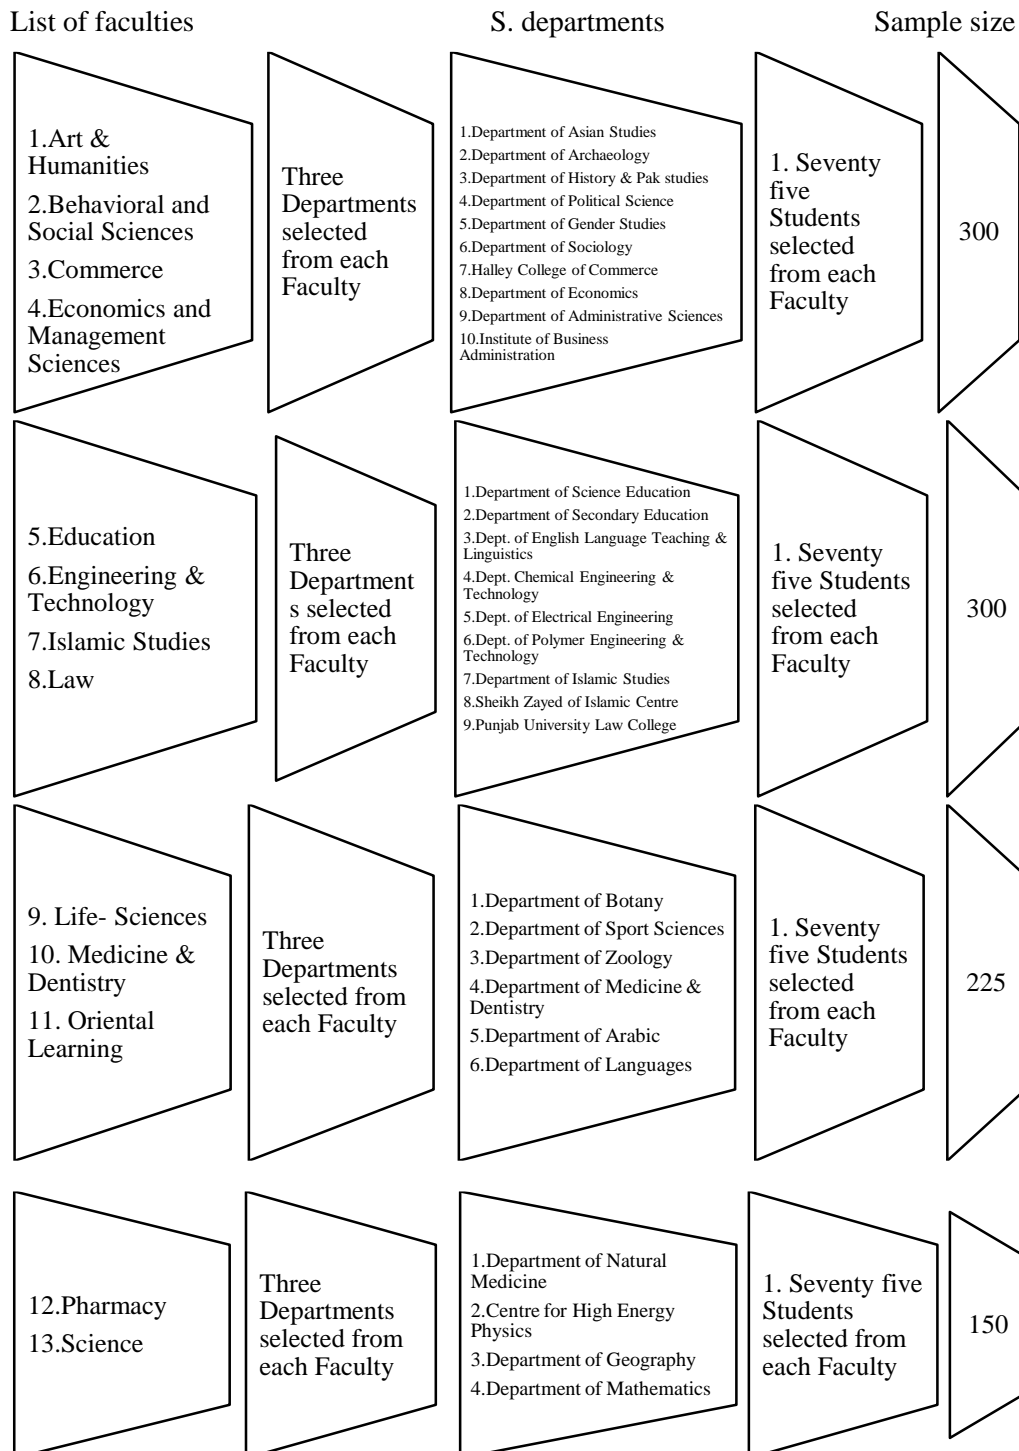 List of faculties
S. departments
Sample size
1.Art &
Humanities
2.Behavioral and
Social Sciences
3.Commerce
4.Economics and
Management
Sciences
Three
Departments
selected
from each
Faculty
1.Department of Asian Studies
2.Department of Archaeology
3.Department of History & Pak studies
4.Department of Political Science
5.Department of Gender Studies
6.Department of Sociology
7.Halley College of Commerce
8.Department of Economics
9.Department of Administrative Sciences
10.Institute of Business
Administration
1. Seventy
five
Students
selected
from each
Faculty
300
5.Education
6.Engineering &
Technology
7.Islamic Studies
8.Law
Three
Department
s selected
from each
Faculty
1.Department of Science Education
2.Department of Secondary Education
3.Dept. of English Language Teaching &
Linguistics
4.Dept. Chemical Engineering &
Technology
5.Dept. of Electrical Engineering
6.Dept. of Polymer Engineering &
Technology
7.Department of Islamic Studies
8.Sheikh Zayed of Islamic Centre
9.Punjab University Law College
1. Seventy
five Students
selected
from each
Faculty
300
9. Life- Sciences
10. Medicine &
Dentistry
11. Oriental
Learning
Three
Departments
selected from
each Faculty
1.Department of Botany
2.Department of Sport Sciences
3.Department of Zoology
4.Department of Medicine &
Dentistry
5.Department of Arabic
6.Department of Languages
1. Seventy
five Students
selected
from each
Faculty
225
12.Pharmacy
13.Science
Three
Departments
selected from
each Faculty
1.Department of Natural
Medicine
2.Centre for High Energy
Physics
3.Department of Geography
4.Department of Mathematics
1. Seventy five
Students
selected from
each Faculty
150